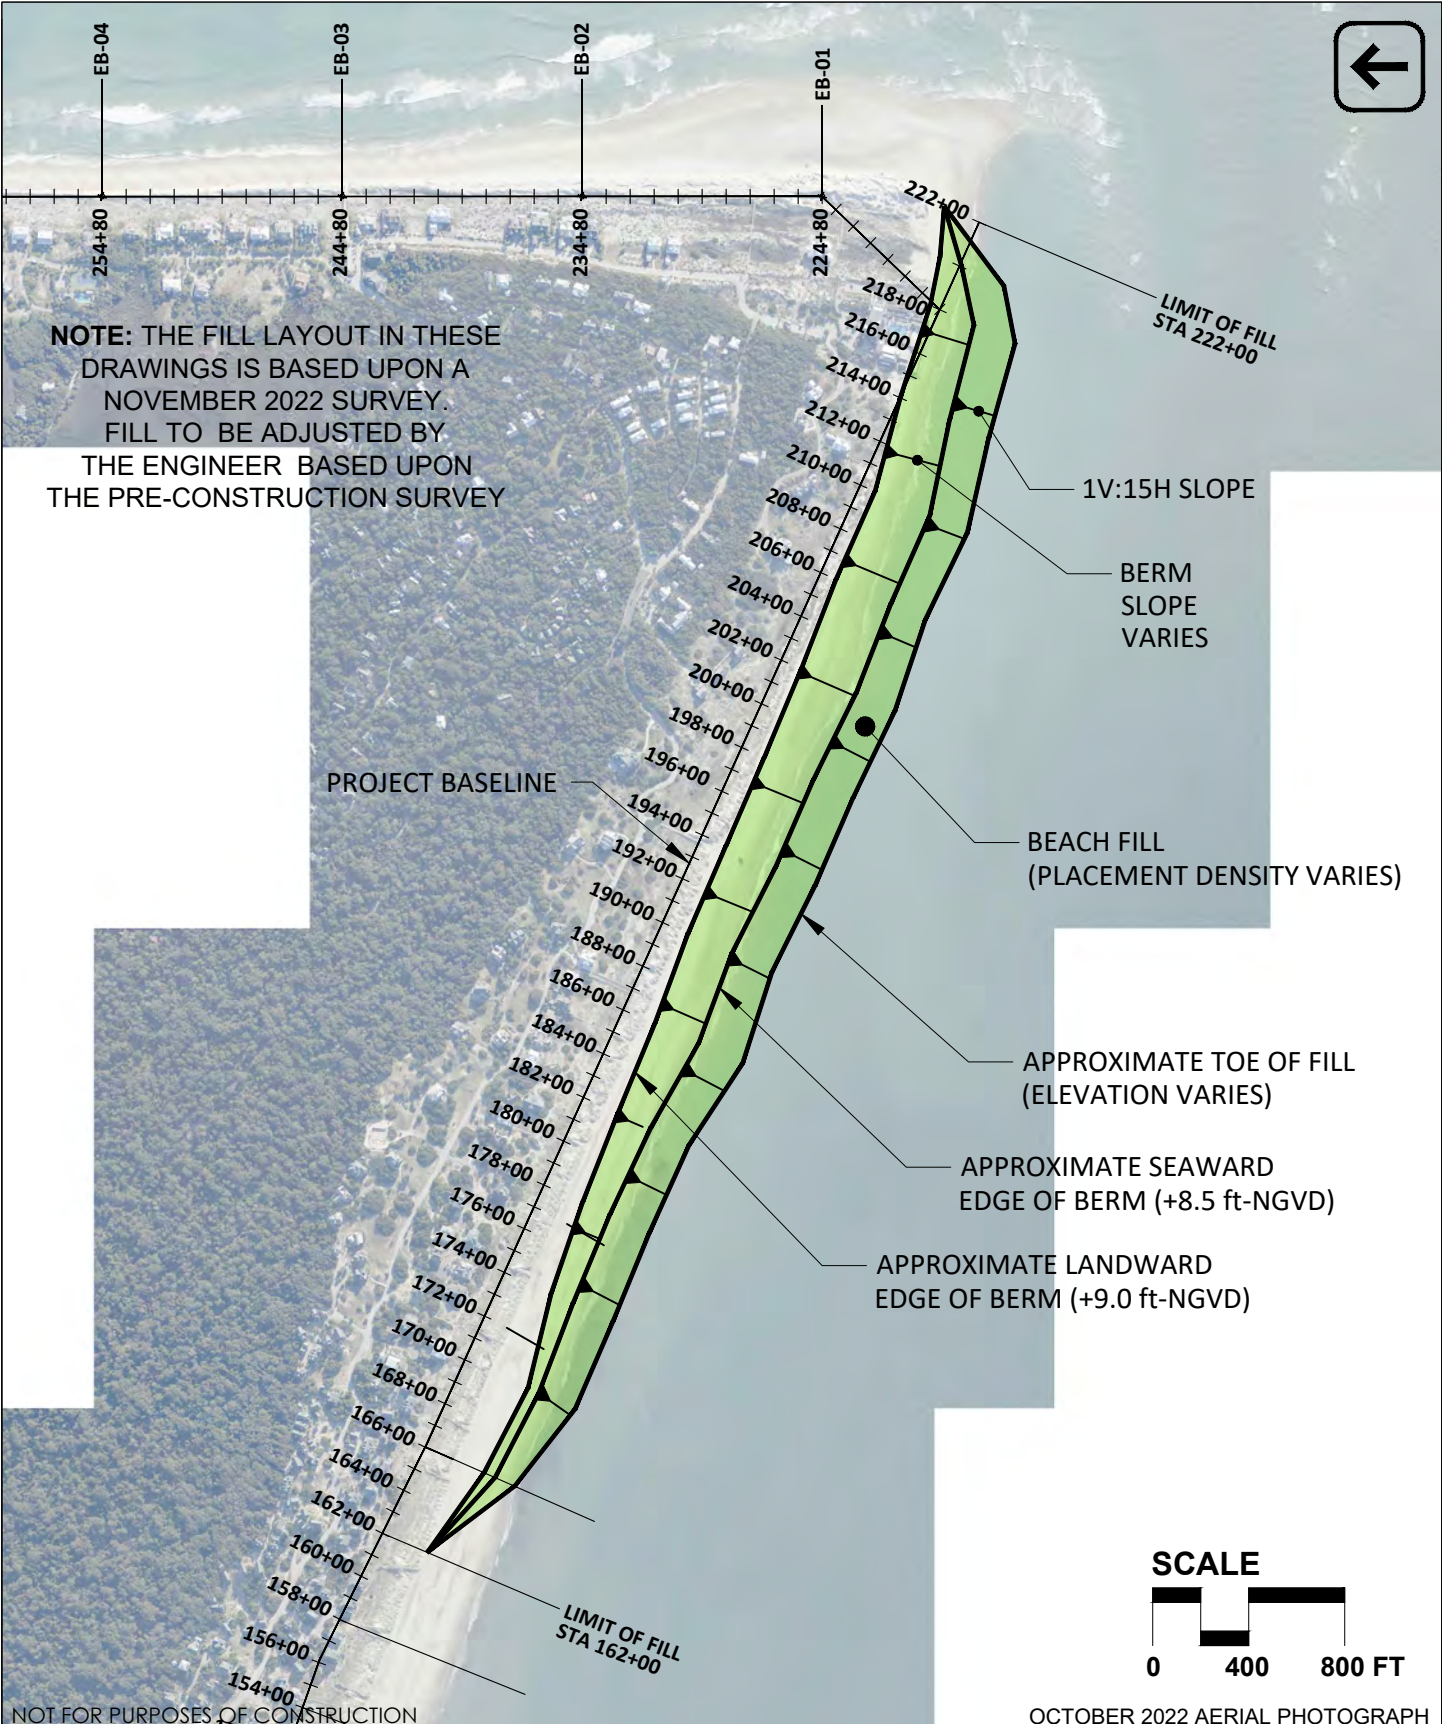 EB-04
EB-03
EB-02
EB-01
254+80
244+80
234+80
224+80
222+00
218+00
216+00
214+00
212+00
210+00
208+00
206+00
204+00
202+00
200+00
198+00
196+00
194+00
192+00
190+00
188+00
186+00
184+00
182+00
180+00
178+00
176+00
174+00
172+00
170+00
168+00
166+00
164+00
162+00
160+00
158+00
156+00
154+00
LIMIT OF FILL
STA 222+00
NOTE: THE FILL LAYOUT IN THESE
DRAWINGS IS BASED UPON A
NOVEMBER 2022 SURVEY.
FILL TO BE ADJUSTED BY
THE ENGINEER BASED UPON
THE PRE-CONSTRUCTION SURVEY
1V:15H SLOPE
BERM
SLOPE
VARIES
PROJECT BASELINE
BEACH FILL
(PLACEMENT DENSITY VARIES)
APPROXIMATE TOE OF FILL
(ELEVATION VARIES)
APPROXIMATE SEAWARD
EDGE OF BERM (+8.5 ft-NGVD)
APPROXIMATE LANDWARD
EDGE OF BERM (+9.0 ft-NGVD)
LIMIT OF FILL
STA 162+00
SCALE
0 400 800 FT
NOT FOR PURPOSES OF CONSTRUCTION
OCTOBER 2022 AERIAL PHOTOGRAPH